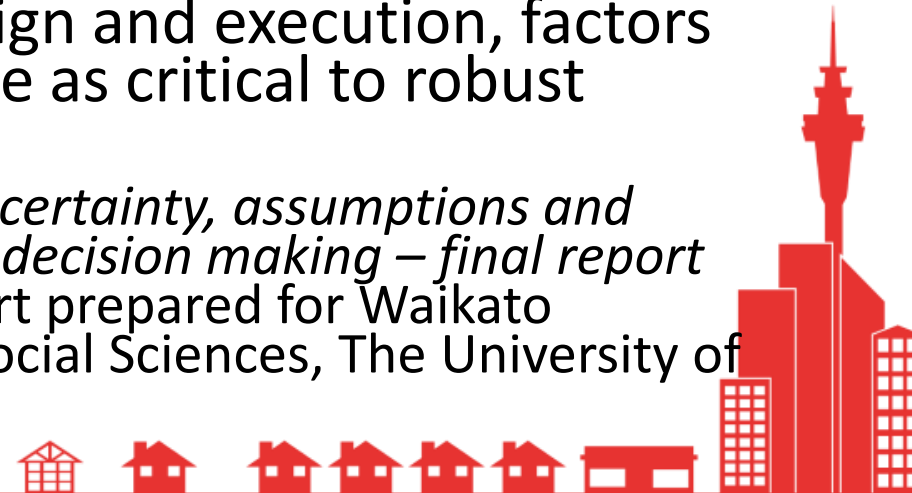 ign and execution, factors
e as critical to robust
certainty, assumptions and
decision making – final report
rt prepared for Waikato
ocial Sciences, The University of